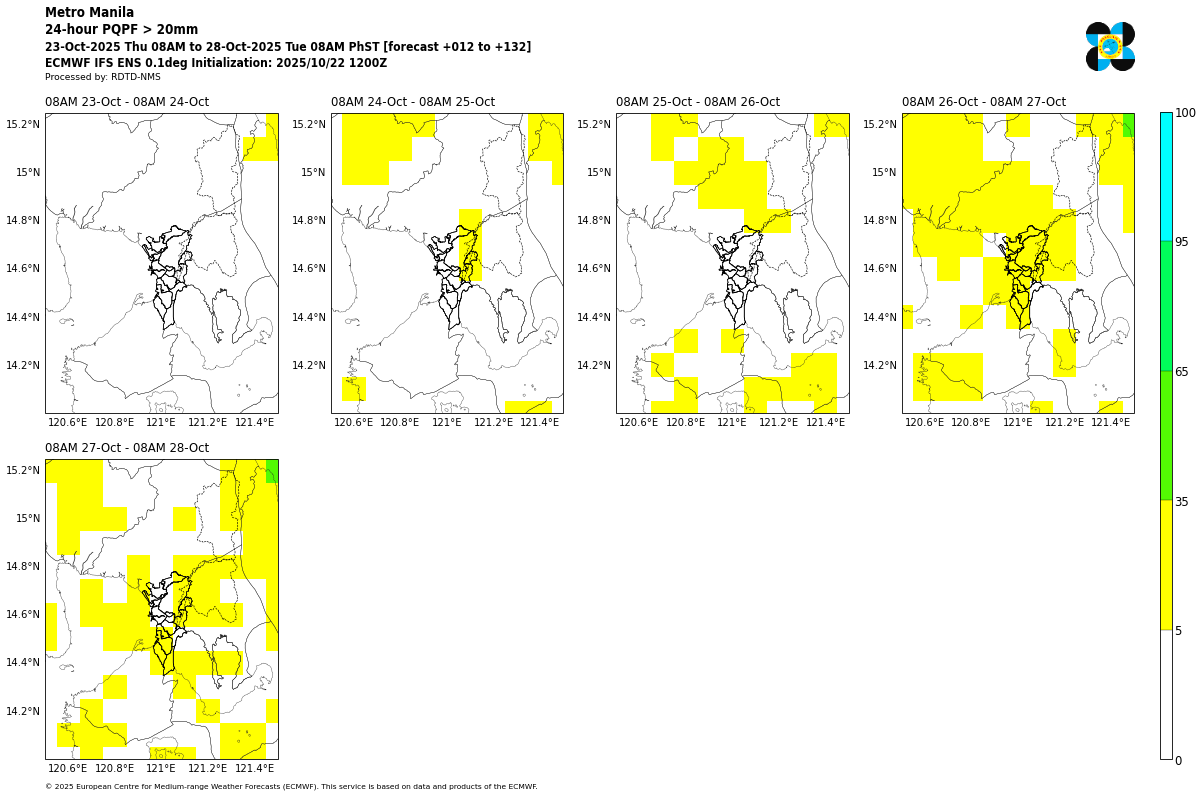 Metro Manila
24-hour PQPF > 20mm
23-Oct-2025 Thu 08AM to 28-Oct-2025 Tue 08AM PhST [forecast +012 to +132]
ECMWF IFS ENS 0.1deg Initialization: 2025/10/22 1200Z
Processed by: RDTD-NMS
08AM 23-Oct - 08AM 24-Oct
08AM 24-Oct - 08AM 25-Oct
08AM 25-Oct - 08AM 26-Oct
08AM 26-Oct - 08AM 27-Oct
15.2°N 15.2°N 15.2°N 15.2°N 100
15°N 15°N 15°N 15°N
14.8°N 14.8°N 14.8°N 14.8°N
95
14.6°N 14.6°N 14.6°N 14.6°N
14.4°N 14.4°N 14.4°N 14.4°N
14.2°N 14.2°N 14.2°N 14.2°N
65
120.6°E 120.8°E 121°E 121.2°E 121.4°E 120.6°E 120.8°E 121°E 121.2°E 121.4°E 120.6°E 120.8°E 121°E 121.2°E 121.4°E 120.6°E 120.8°E 121°E 121.2°E 121.4°E
08AM 27-Oct - 08AM 28-Oct
15.2°N
35
15°N
14.8°N
14.6°N
5
14.4°N
14.2°N
0
120.6°E 120.8°E 121°E 121.2°E 121.4°E
© 2025 European Centre for Medium-range Weather Forecasts (ECMWF). This service is based on data and products of the ECMWF.